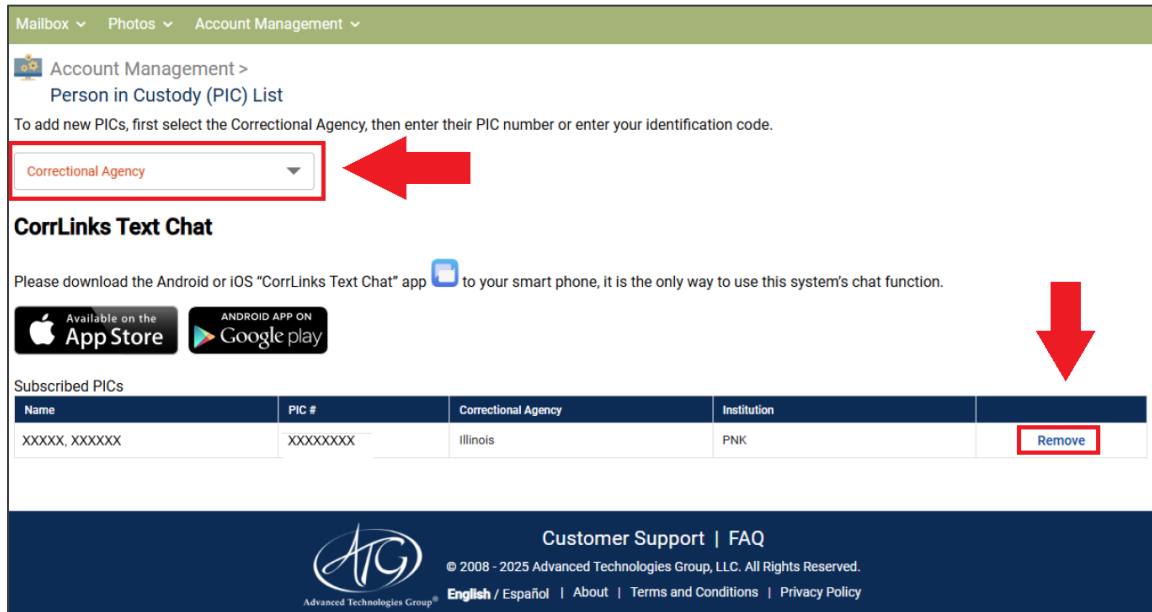 Mailbox Photos Account Management
Account Management >
Person in Custody (PIC) List
To add new PICs, first select the Correctional Agency, then enter their PIC number or enter your identification code.
Correctional Agency
CorrLinks Text Chat
Please download the Android or iOS “CorrLinks Text Chat” app to your smart phone, it is the only way to use this system’s chat function.
Available on the
App Store
ANDROID APP ON
Google play
Subscribed PICs
Name PIC # Correctional Agency Institution
XXXXX, XXXXXX XXXXXXXX Illinois PNK Remove
Customer Support | FAQ
© 2008 - 2025 Advanced Technologies Group, LLC. All Rights Reserved.
English / Español | About | Terms and Conditions | Privacy Policy
ATG
Advanced Technologies Group®